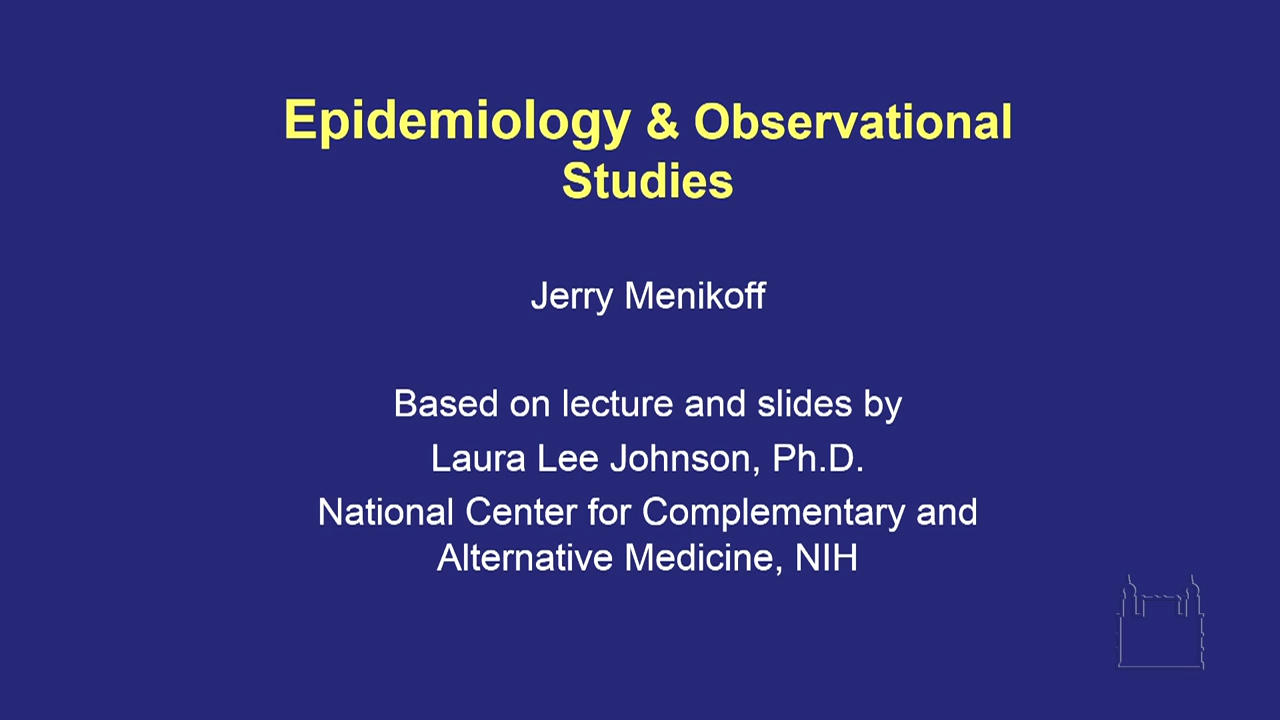 Epidemiology & Observational
Studies
Jerry Menikoff
Based on lecture and slides by
Laura Lee Johnson, Ph.D.
National Center for Complementary and
Alternative Medicine, NIH